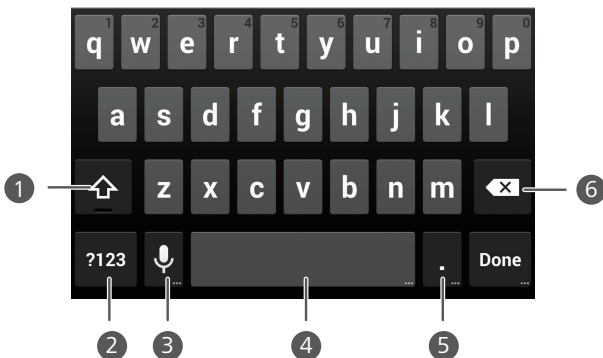 1 2 3 4 5 6 7 8 9 0
q w e r t y u i o p
a s d f g h j k l
1 z x c v b n m 6
?123 . Done
2 3 4 5